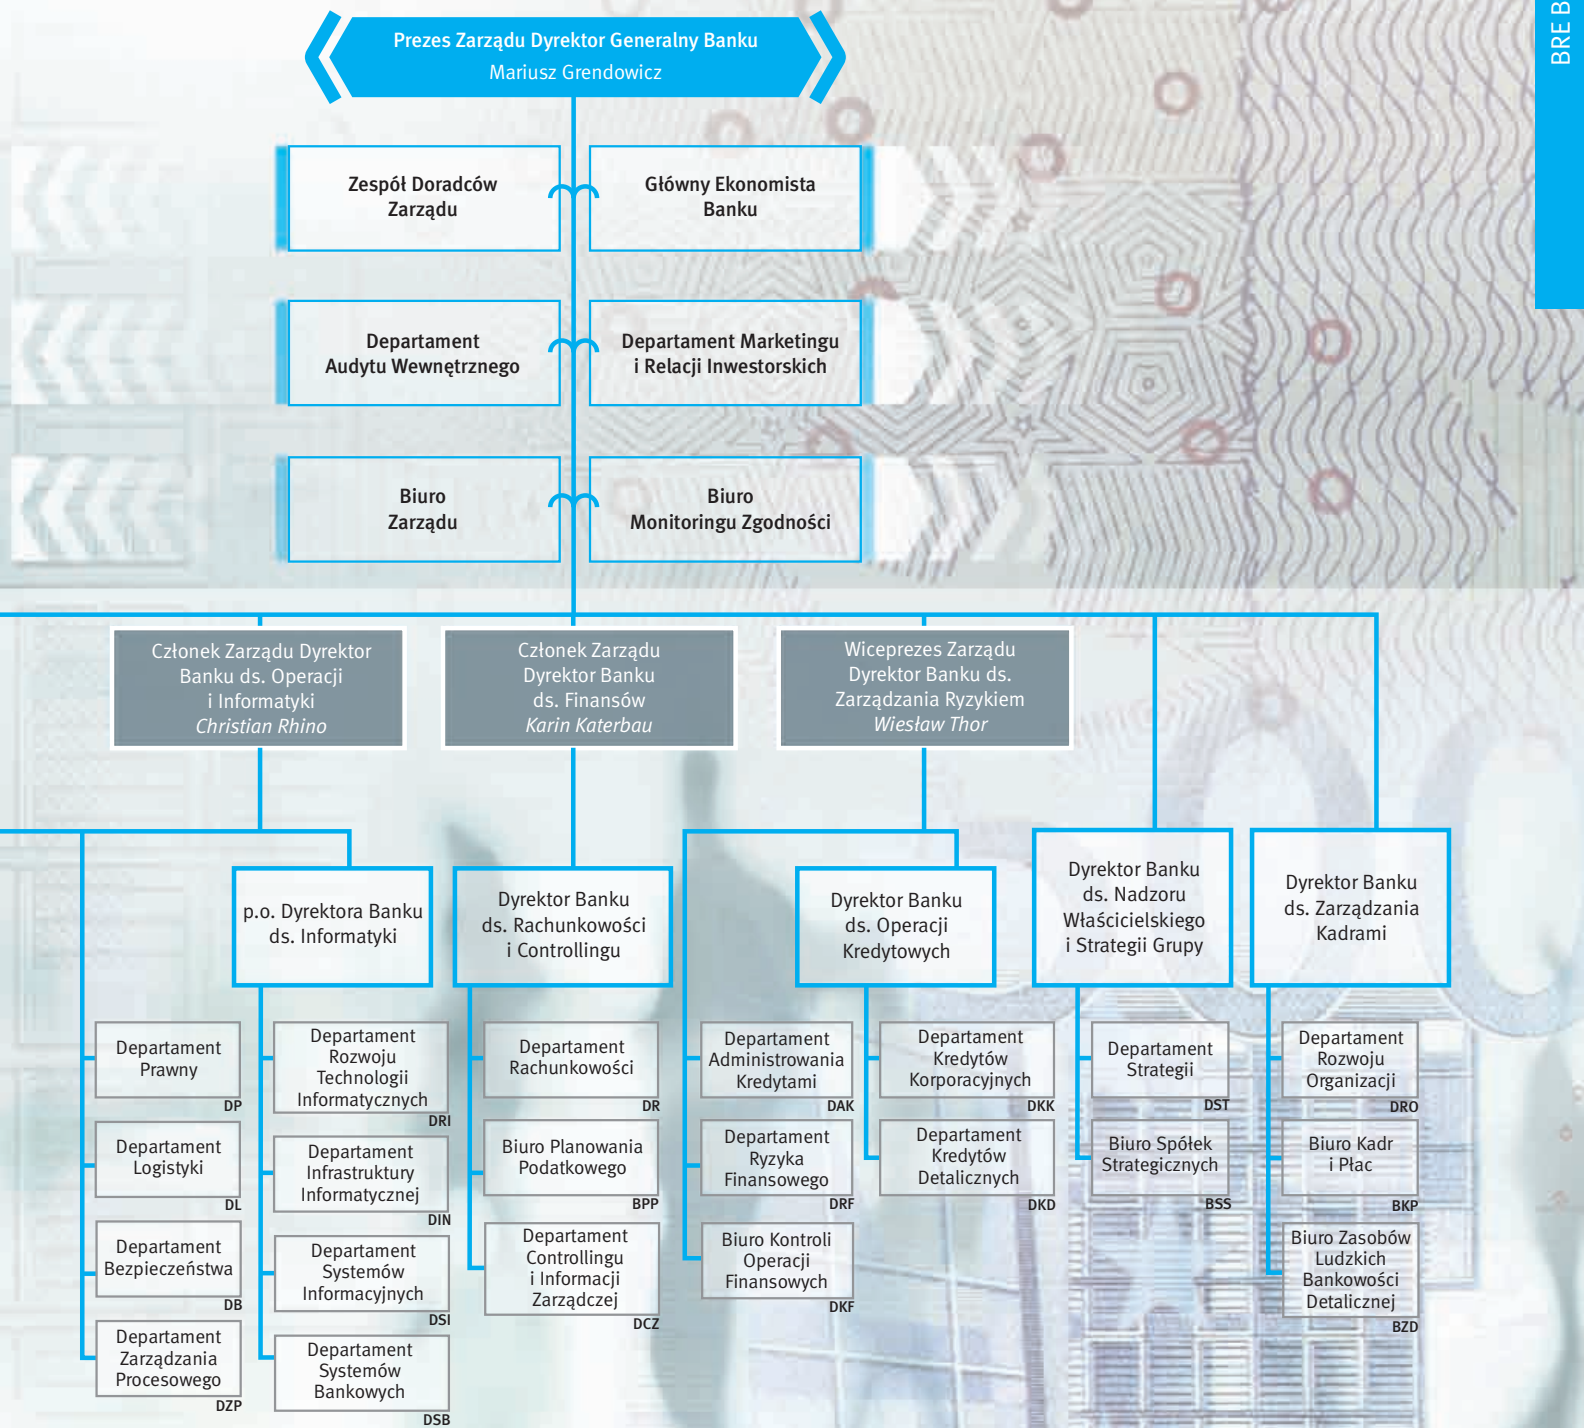 BRE B
Prezes Zarządu Dyrektor Generalny Banku
Mariusz Grendowicz
Zespół Doradców
Zarządu
Główny Ekonomista
Banku
Departament
Audytu Wewnętrznego
Departament Marketingu
i Relacji Inwestorskich
Biuro
Zarządu
Biuro
Monitoringu Zgodności
Członek Zarządu Dyrektor
Banku ds. Operacji
i Informatyki
Christian Rhino
Członek Zarządu
Dyrektor Banku
ds. Finansów
Karin Katerbau
Wiceprezes Zarządu
Dyrektor Banku ds.
Zarządzania Ryzykiem
Wiesław Thor
p.o. Dyrektora Banku
ds. Informatyki
Dyrektor Banku
ds. Rachunkowości
i Controllingu
Dyrektor Banku
ds. Operacji
Kredytowych
Dyrektor Banku
ds. Nadzoru
Właścicielskiego
i Strategii Grupy
Dyrektor Banku
ds. Zarządzania
Kadrami
Departament
Prawny
DP
Departament
Logistyki
DL
Departament
Bezpieczeństwa
DB
Departament
Zarządzania
Procesowego
DZP
Departament
Rozwoju
Technologii
Informatycznych
DRI
Departament
Infrastruktury
Informatycznej
DIN
Departament
Systemów
Informacyjnych
DSI
Departament
Systemów
Bankowych
DSB
Departament
Rachunkowości
DR
Biuro Planowania
Podatkowego
BPP
Departament
Controllingu
i Informacji
Zarządczej
DCZ
Departament
Administrowania
Kredytami
DAK
Departament
Ryzyka
Finansowego
DRF
Biuro Kontroli
Operacji
Finansowych
DKF
Departament
Kredytów
Korporacyjnych
DKK
Departament
Kredytów
Detalicznych
DKD
Departament
Strategii
DST
Biuro Spółek
Strategicznych
BSS
Departament
Rozwoju
Organizacji
DRO
Biuro Kadr
i Płac
BKP
Biuro Zasobów
Ludzkich
Bankowości
Detalicznej
BZD